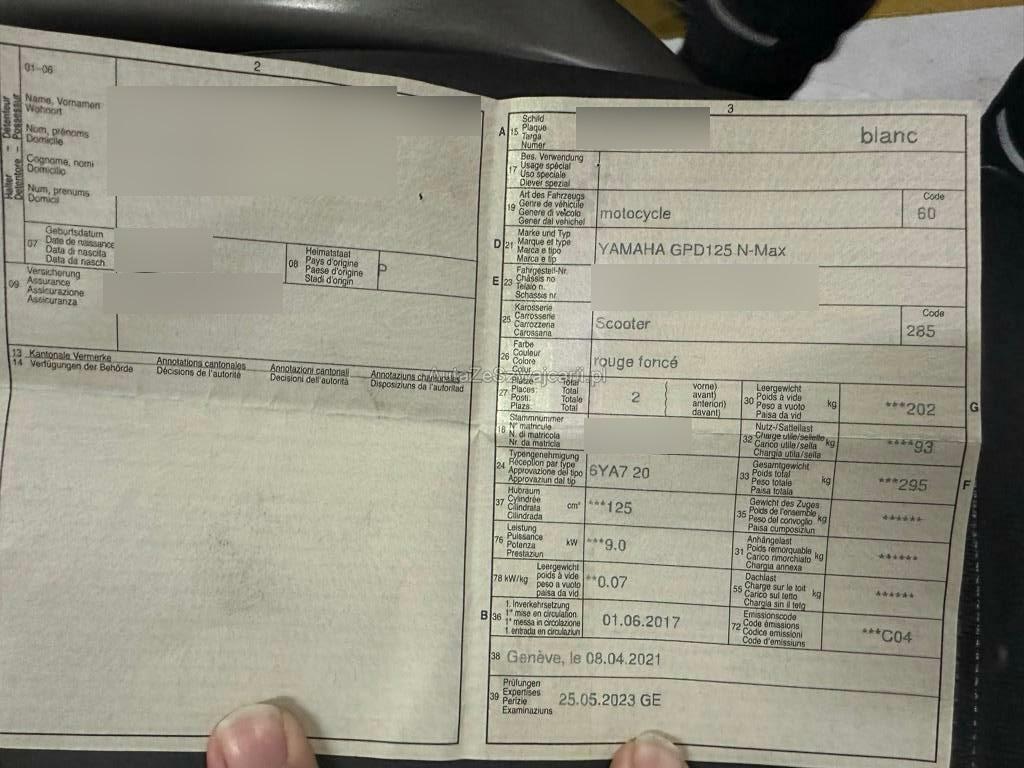 2
01-06
Halter - Détenteur
Detentore - Possessur
Name, Vornamen
Wohnort
Nom, prénoms
Domicile
Cognome, nomi
Domicilio
Num, prenums
Domicil
07
Geburtsdatum
Date de naissance
Data di nascita
Data da nasch.
08
Heimatstaat
Pays d'origine
Paese d'origine
Stadi d'origin
P
09
Versicherung
Assurance
Assicurazione
Assicuranza
13 Kantonale Vermerke
14 Verfügungen der Behörde
Annotations cantonales
Décisions de l'autorité
Annotazioni cantonali
Decisioni dell'autorità
Annotaziuns chantunalas
Disposiziuns da l'autoritad
3
A 15
Schild
Plaque
Targa
Numer
blanc
17
Bes. Verwendung
Usage spécial
Uso speciale
Diever spezial
19
Art des Fahrzeugs
Genre de véhicule
Genere di veicolo
Gener dal vehichel
motocycle
Code
60
D 21
Marke und Typ
Marque et type
Marca e tipo
Marca e tip
YAMAHA GPD125 N-Max
E 23
Fahrgestell-Nr.
Châssis no
Telaio n.
Schassis nr.
25
Karosserie
Carrosserie
Carrozzeria
Carossaria
Scooter
Code
285
26
Farbe
Couleur
Colore
Colur
rouge foncé
AutaZeSzwajcarii.pl
27
Plätze: Total
Places: Total
Posti: Totale
Plazs: Total
2
vorne)
avant)
anteriori)
davant)
30
Leergewicht
Poids à vide
Peso a vuoto
Paisa da vid
kg
***202
G
18
Stammnummer
N° matricule
N. di matricola
Nr. da matricla
32
Nutz-/Sattellast
Charge utile/sellette
Carico utile/sella
Chargia utila/sella
kg
****93
24
Typengenehmigung
Réception par type
Approvazione del tipo
Approvaziun dal tip
6YA7 20
33
Gesamtgewicht
Poids total
Peso totale
Paisa totala
kg
***295
F
37
Hubraum
Cylindrée
Cilindrata
Cilindrada
cm³
***125
35
Gewicht des Zuges
Poids de l'ensemble
Peso del convoglio
Paisa cumposiziun
kg
******
76
Leistung
Puissance
Potenza
Prestaziun
kW
***9.0
31
Anhängelast
Poids remorquable
Carico rimorchiato
Chargia annexa
kg
******
78 kW/kg
Leergewicht
poids à vide
peso a vuoto
paisa da vid
**0.07
55
Dachlast
Charge sur le toit
Carico sul tetto
Chargia sin il tetg
kg
******
B 36
1. Inverkehrsetzung
1re mise en circulation
1a messa in circolazione
1. entrada en circulaziun
01.06.2017
72
Emissionscode
Code émissions
Codice emissioni
Code d'emissiuns
***C04
38 Genève, le 08.04.2021
39
Prüfungen
Expertises
Perizie
Examinaziuns
25.05.2023 GE